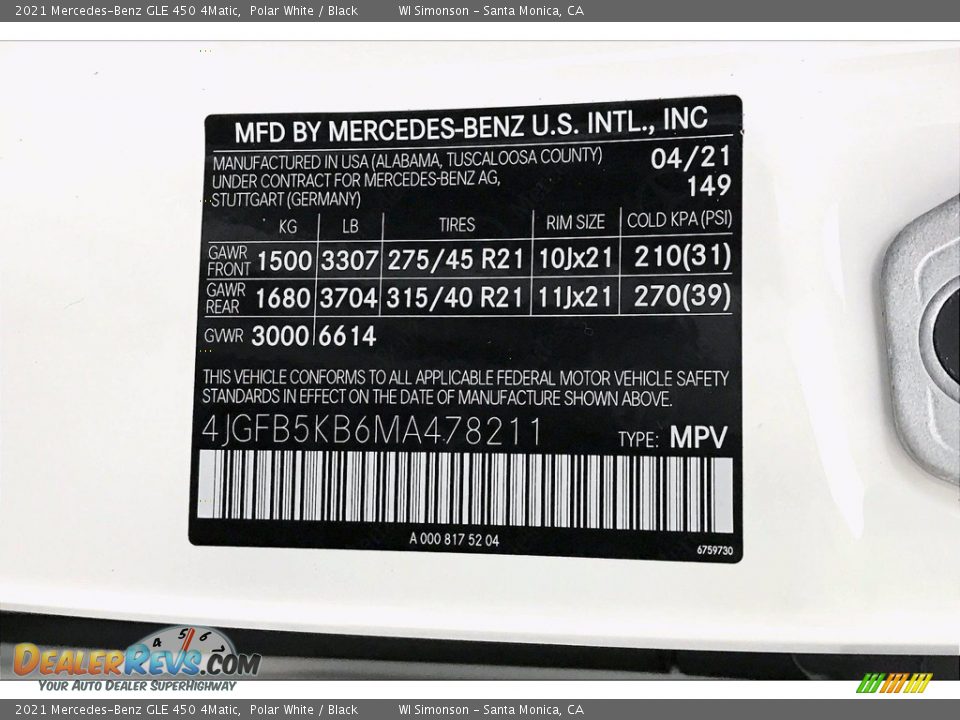 2021 Mercedes-Benz GLE 450 4Matic, Polar White / Black WI Simonson - Santa Monica, CA
MFD BY MERCEDES-BENZ U.S. INTL., INC
MANUFACTURED IN USA (ALABAMA, TUSCALOOSA COUNTY) 04/21
UNDER CONTRACT FOR MERCEDES-BENZ AG, 149
STUTTGART (GERMANY)
KG LB TIRES RIM SIZE COLD KPA (PSI)
GAWR FRONT 1500 3307 275/45 R21 10Jx21 210(31)
GAWR REAR 1680 3704 315/40 R21 11Jx21 270(39)
GVWR 3000 6614
THIS VEHICLE CONFORMS TO ALL APPLICABLE FEDERAL MOTOR VEHICLE SAFETY
STANDARDS IN EFFECT ON THE DATE OF MANUFACTURE SHOWN ABOVE.
4JGFB5KB6MA478211 TYPE: MPV
A 000 817 52 04
6759730
4 5 6 7
DEALERREVS.COM
YOUR AUTO DEALER SUPERHIGHWAY
2021 Mercedes-Benz GLE 450 4Matic, Polar White / Black WI Simonson - Santa Monica, CA